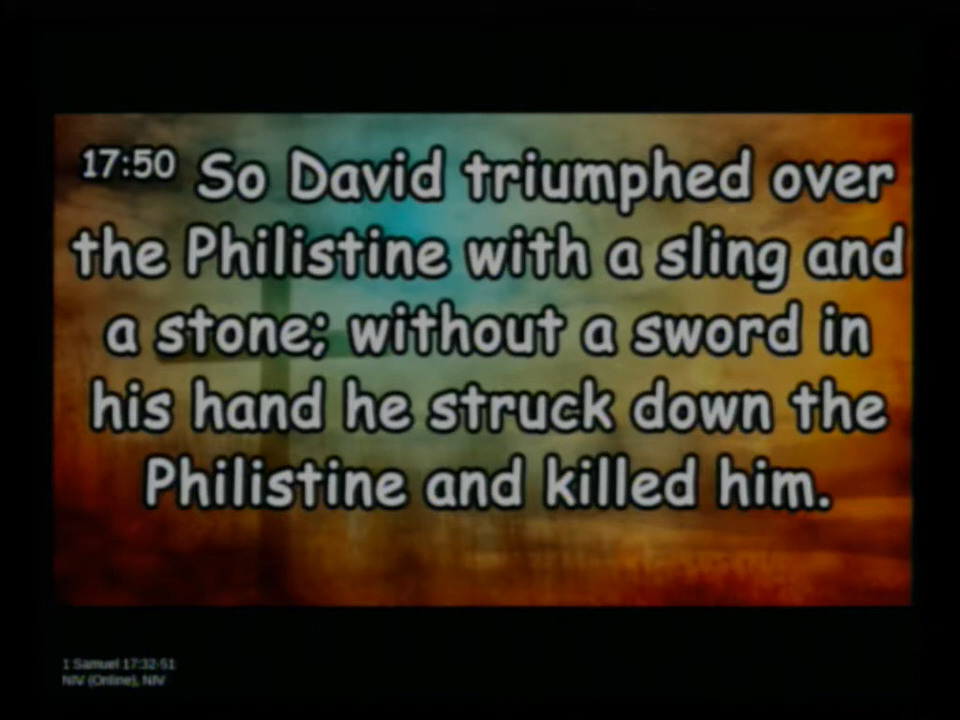 17:50 So David triumphed over
the Philistine with a sling and
a stone; without a sword in
his hand he struck down the
Philistine and killed him.
1 Samuel 17:32-51
NIV (Online), NIV